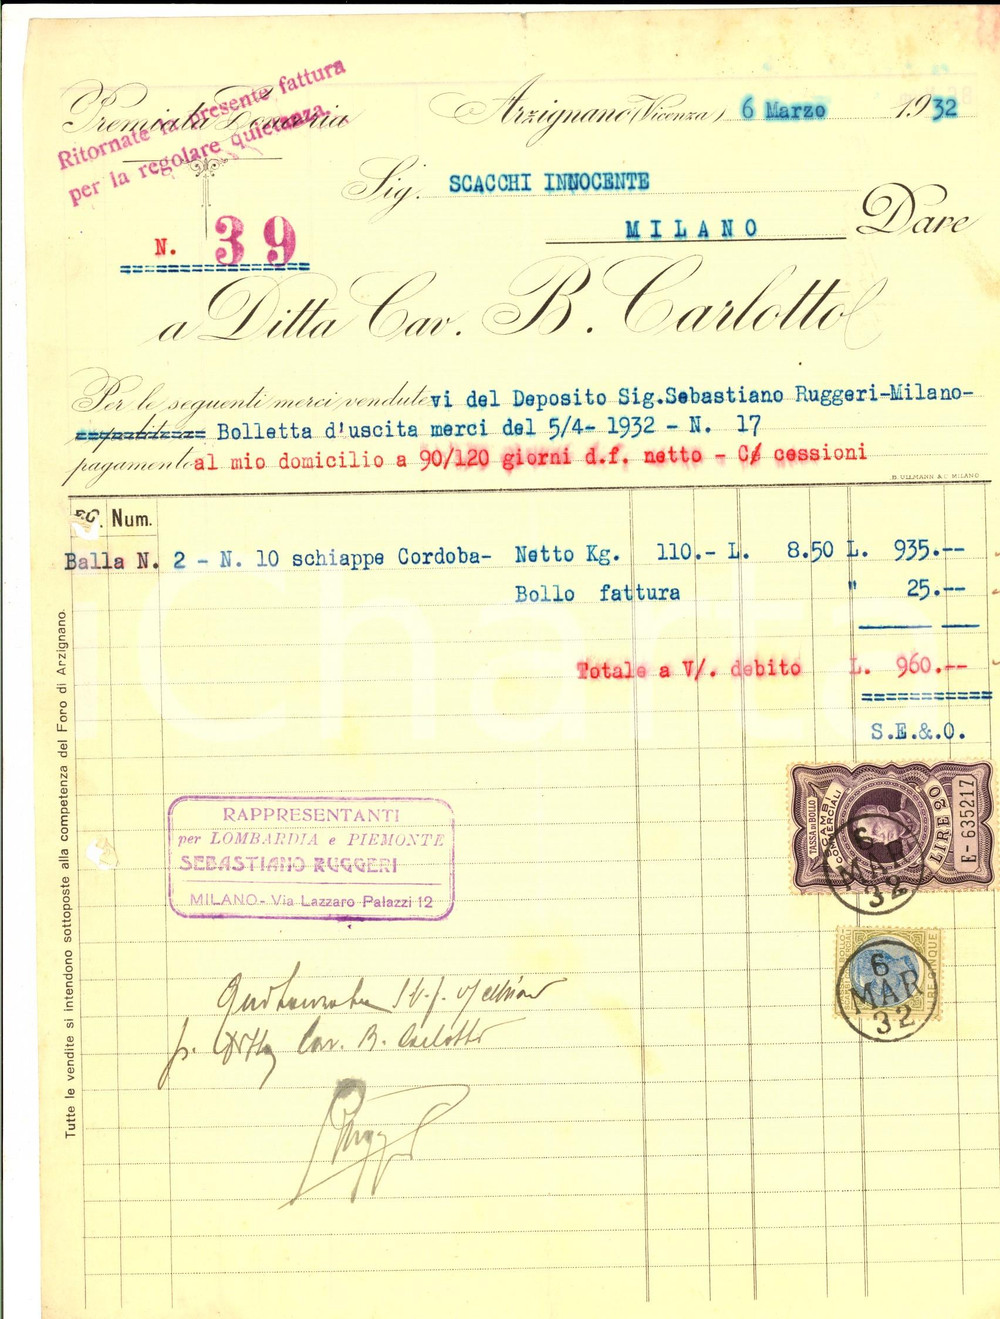 Premiata Conceria
Ritornate la presente fattura
per la regolare quietanza.
Arzignano (Vicenza) 6 Marzo 1932
Sig. SCACCHI INNOCENTE
MILANO Dare
N. 39
a Ditta Cav. B. Carlotto
Per le seguenti merci vendutevi del Deposito Sig.Sebastiano Ruggeri-Milano-
Bolletta d'uscita merci del 5/4- 1932 - N. 17
pagamento al mio domicilio a 90/120 giorni d.f. netto - C/ cessioni
B. ULLMANN & C. MILANO
Num.
Balla N. 2 - N. 10 schiappe Cordoba- Netto Kg. 110.- L. 8.50 L. 935.--
Bollo fattura " 25.--
Totale a V/. debito L. 960.--
S.E.&.O.
TASSA DI BOLLO
SCAMBI
COMMERCIALI
LIRE 20
E - 635217
6
MAR
32
RAPPRESENTANTI
per LOMBARDIA e PIEMONTE
SEBASTIANO RUGGERI
MILANO - Via Lazzaro Palazzi 12
LIRE CINQUE
6
MAR
32
p. Ditta Cav. B. Carlotto
Tutte le vendite si intendono sottoposte alla competenza del Foro di Arzignano.